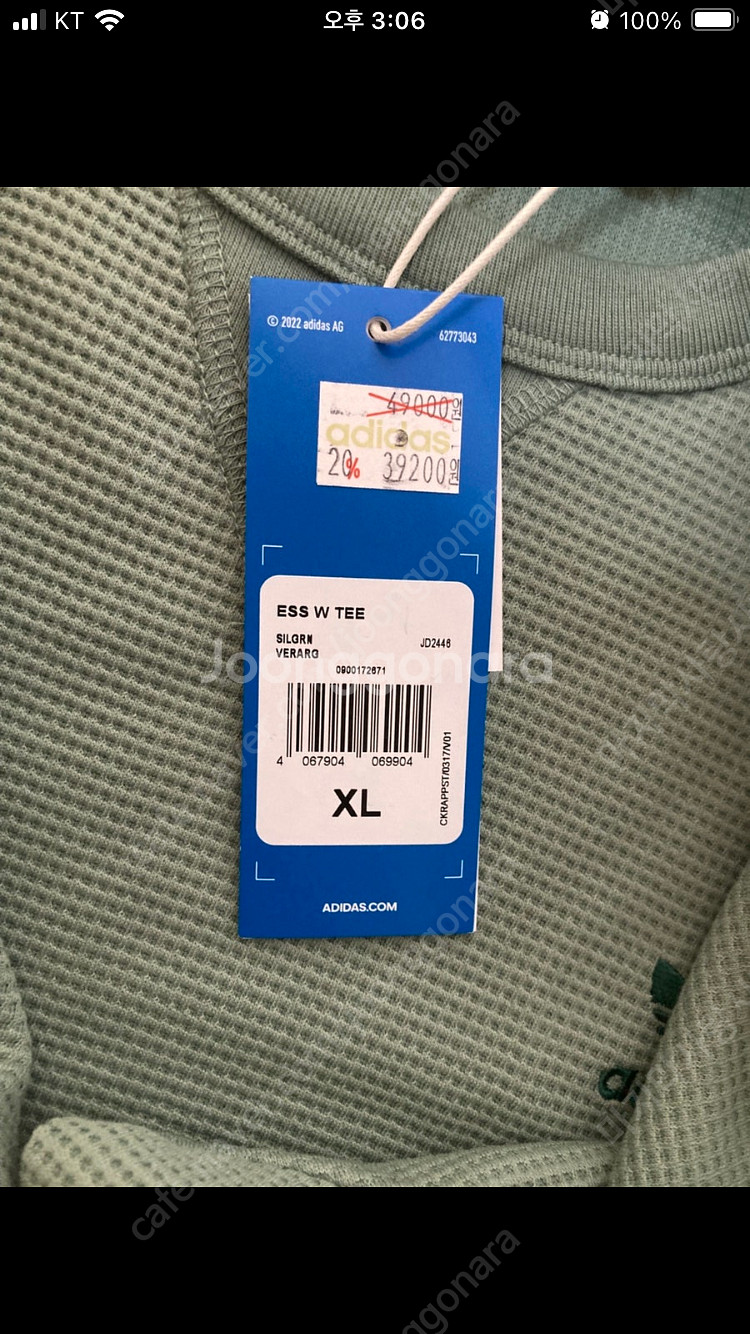 KT 오후 3:06 100%
© 2022 adidas AG
62773043
49000원
adidas
20% 39200원
ESS W TEE
SILGRN JD2446
VERARG
0900172671
4 067904 069904
CKRAPPST/0317/V01
XL
ADIDAS.COM
Joonggonara